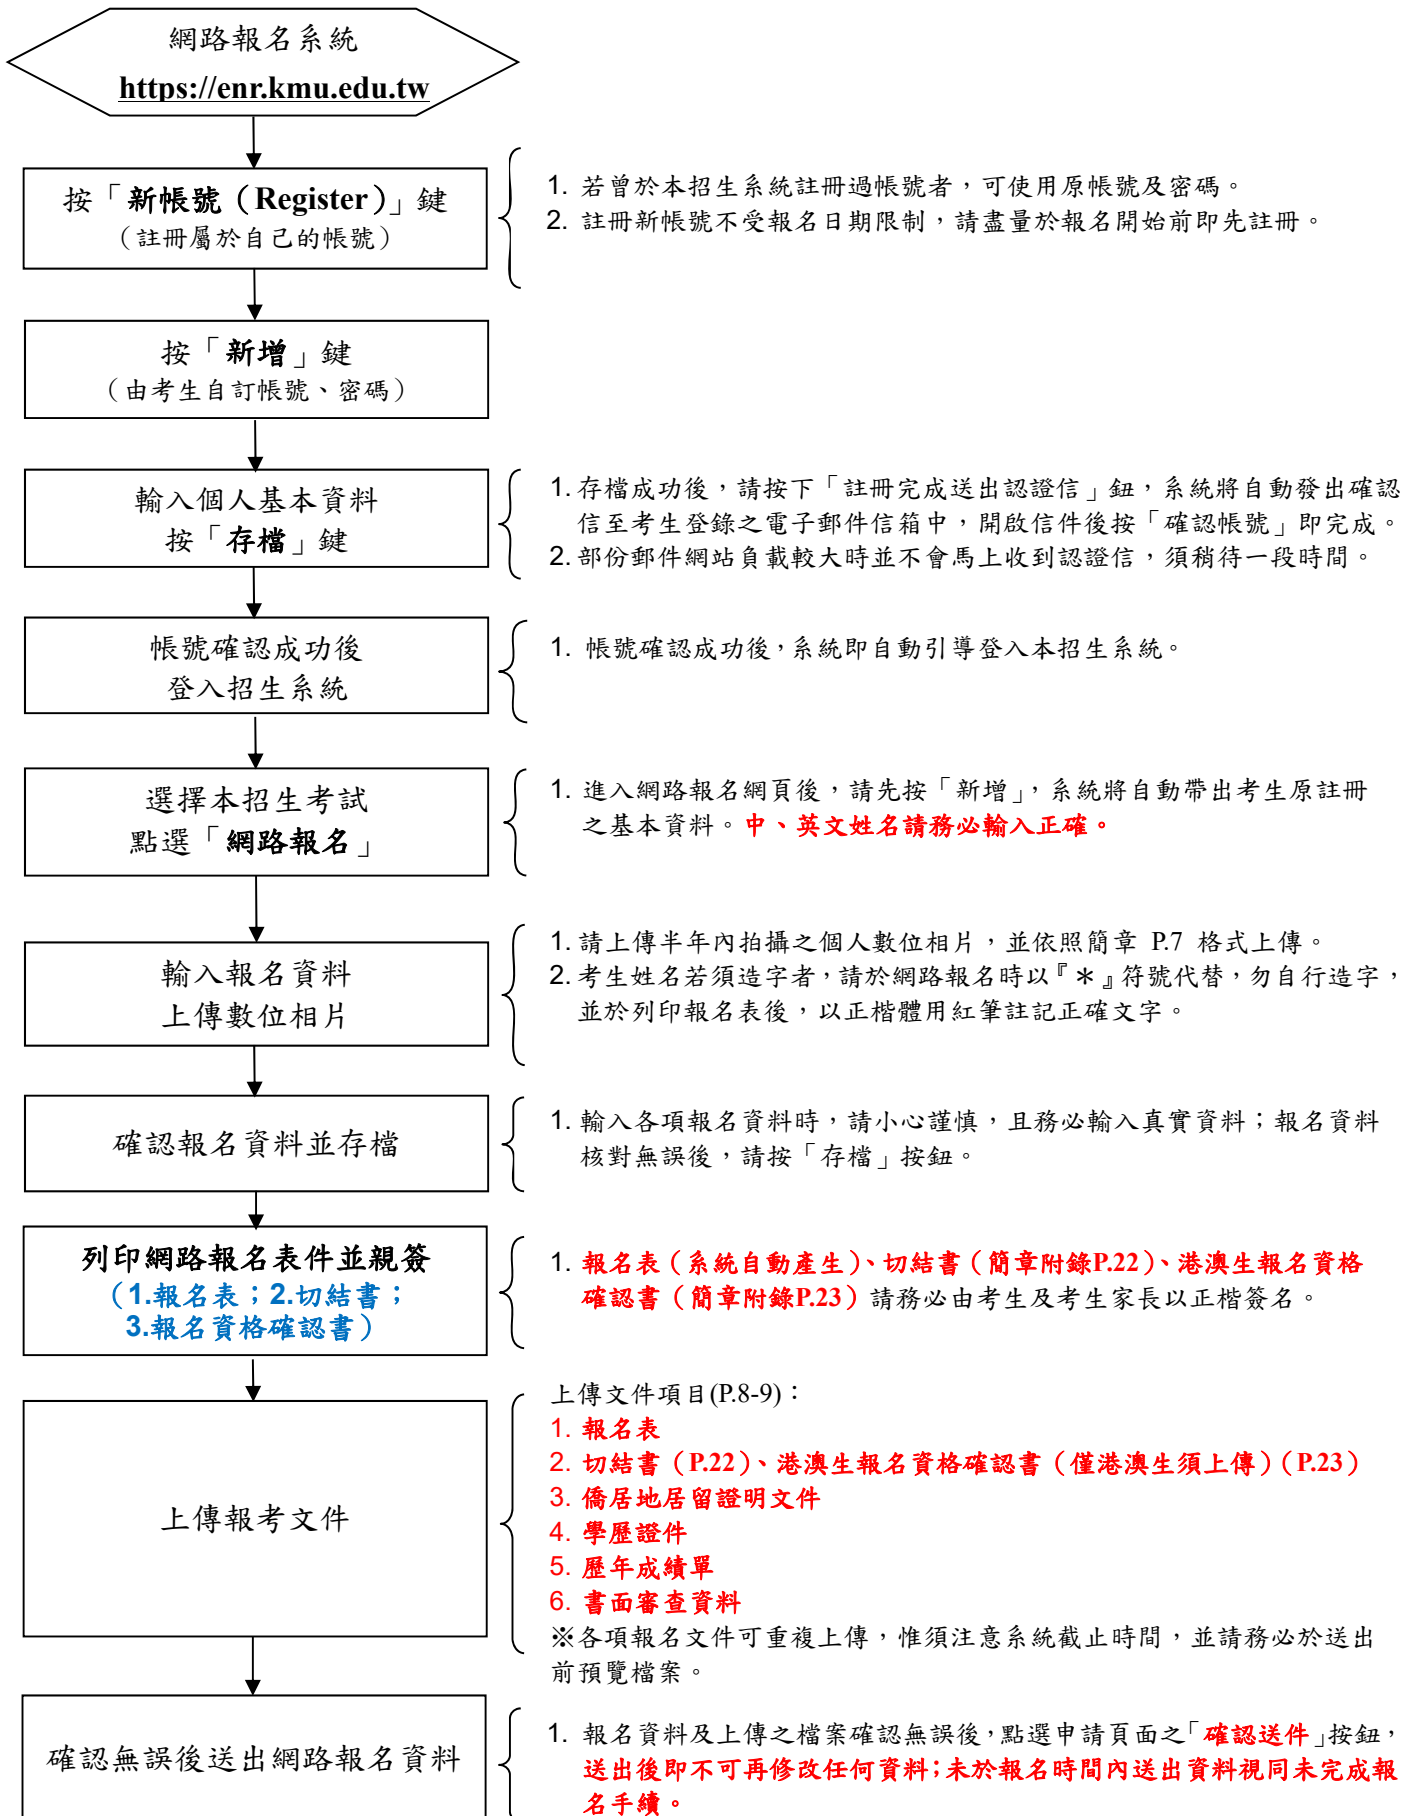 網路報名系統
https://enr.kmu.edu.tw
按「新帳號（Register）」鍵
（註冊屬於自己的帳號）
1. 若曾於本招生系統註冊過帳號者，可使用原帳號及密碼。
2. 註冊新帳號不受報名日期限制，請盡量於報名開始前即先註冊。
按「新增」鍵
（由考生自訂帳號、密碼）
輸入個人基本資料
按「存檔」鍵
1. 存檔成功後，請按下「註冊完成送出認證信」鈕，系統將自動發出確認
信至考生登錄之電子郵件信箱中，開啟信件後按「確認帳號」即完成。
2. 部份郵件網站負載較大時並不會馬上收到認證信，須稍待一段時間。
帳號確認成功後
登入招生系統
1. 帳號確認成功後，系統即自動引導登入本招生系統。
選擇本招生考試
點選「網路報名」
1. 進入網路報名網頁後，請先按「新增」，系統將自動帶出考生原註冊
之基本資料。中、英文姓名請務必輸入正確。
輸入報名資料
上傳數位相片
1. 請上傳半年內拍攝之個人數位相片，並依照簡章 P.7 格式上傳。
2. 考生姓名若須造字者，請於網路報名時以『＊』符號代替，勿自行造字，
並於列印報名表後，以正楷體用紅筆註記正確文字。
確認報名資料並存檔
1. 輸入各項報名資料時，請小心謹慎，且務必輸入真實資料；報名資料
核對無誤後，請按「存檔」按鈕。
列印網路報名表件並親簽
（1.報名表；2.切結書；
3.報名資格確認書）
1. 報名表（系統自動產生）、切結書（簡章附錄P.22）、港澳生報名資格
確認書（簡章附錄P.23）請務必由考生及考生家長以正楷簽名。
上傳報考文件
上傳文件項目(P.8-9)：
1. 報名表
2. 切結書（P.22）、港澳生報名資格確認書（僅港澳生須上傳）（P.23）
3. 僑居地居留證明文件
4. 學歷證件
5. 歷年成績單
6. 書面審查資料
※各項報名文件可重複上傳，惟須注意系統截止時間，並請務必於送出
前預覽檔案。
確認無誤後送出網路報名資料
1. 報名資料及上傳之檔案確認無誤後，點選申請頁面之「確認送件」按鈕，
送出後即不可再修改任何資料；未於報名時間內送出資料視同未完成報
名手續。